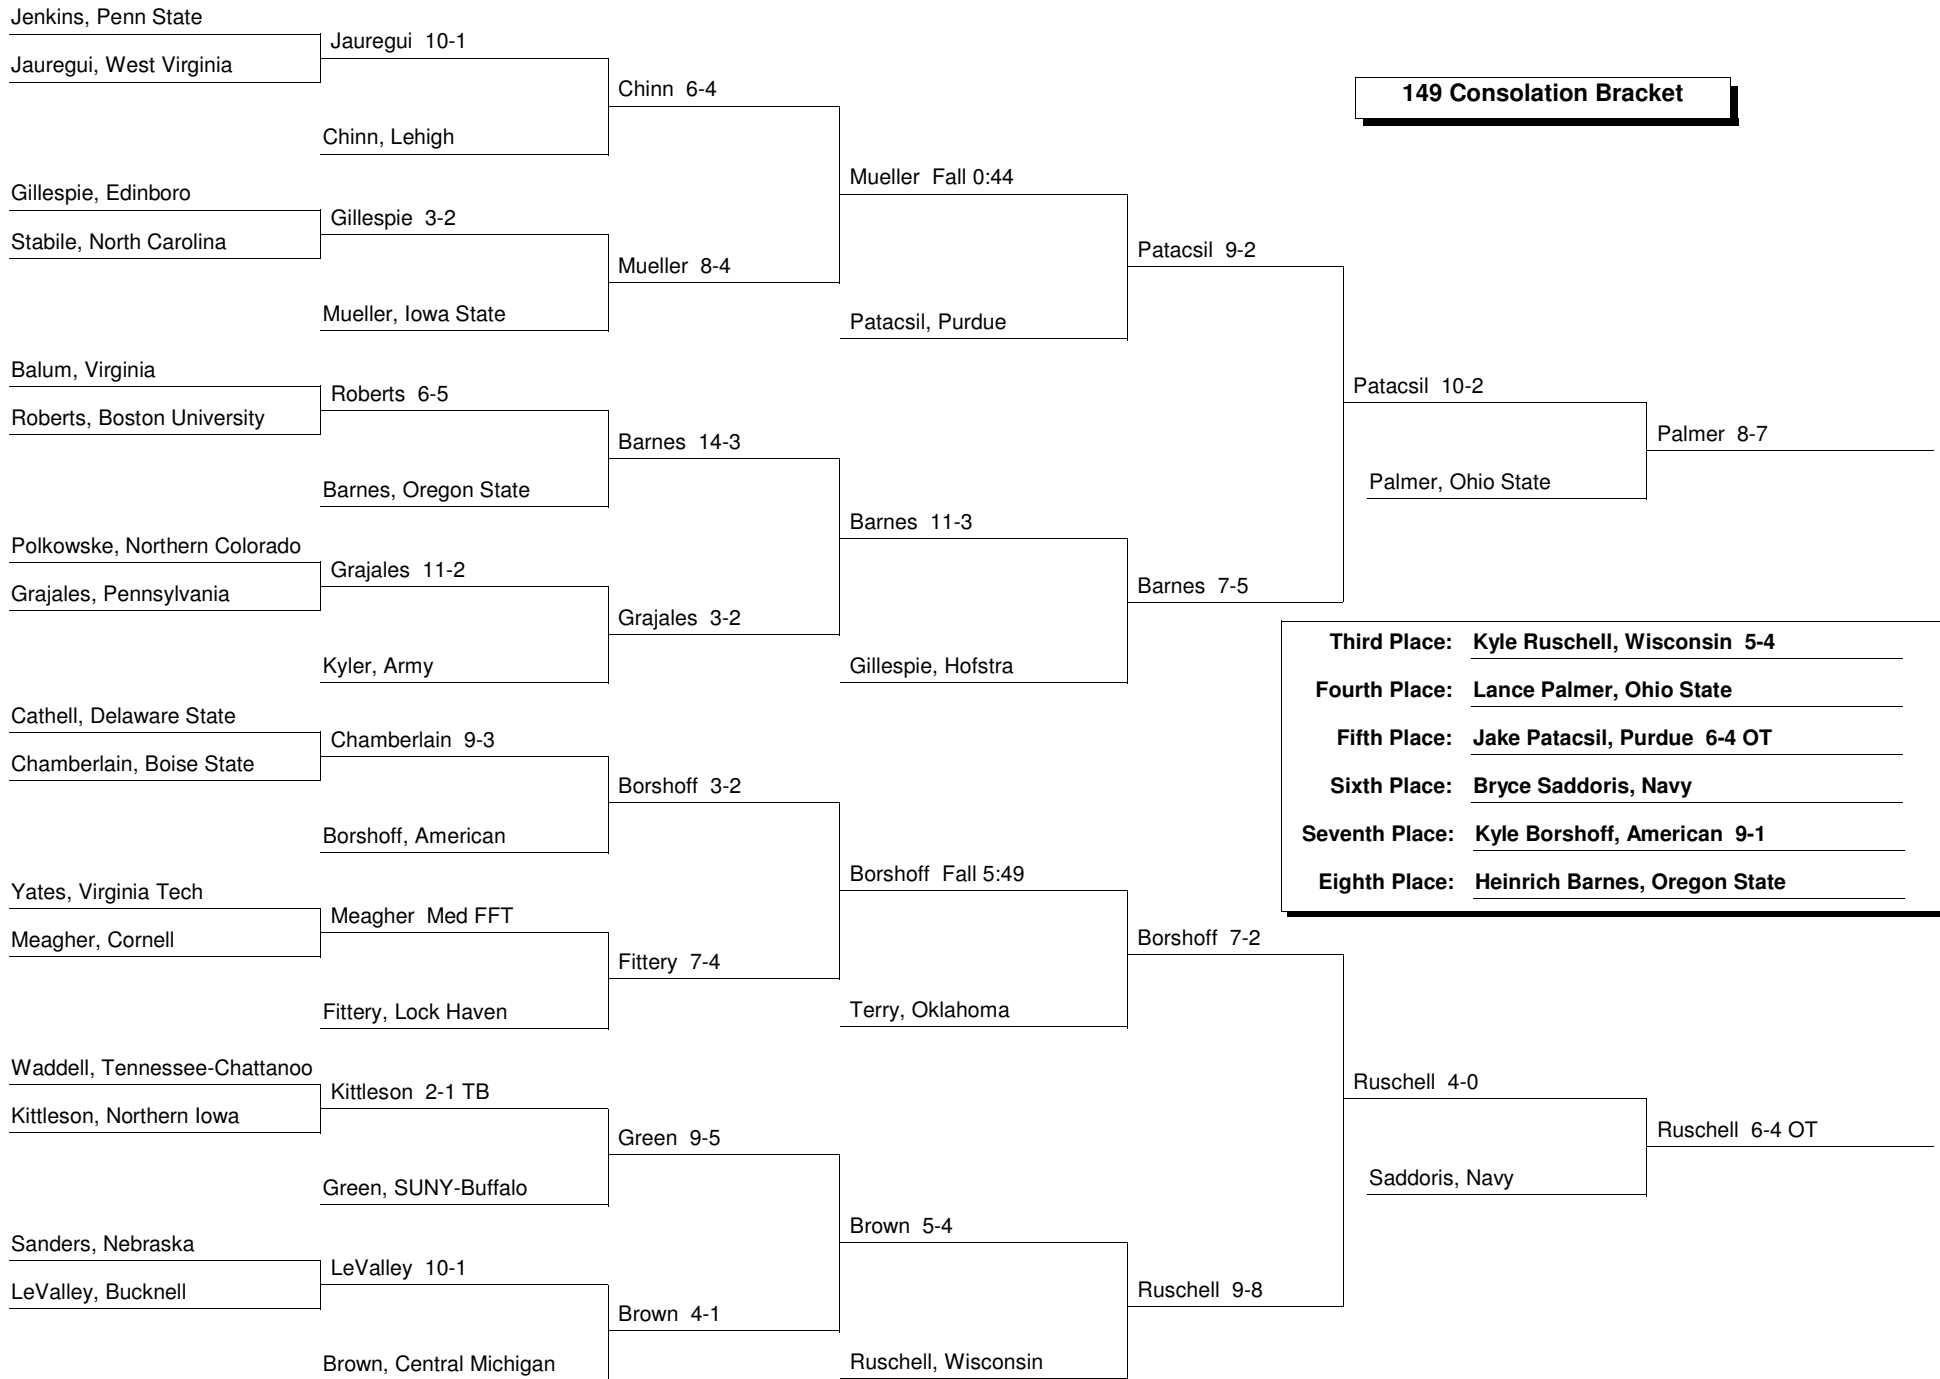 Jenkins, Penn State
Jauregui 10-1
Jauregui, West Virginia
Chinn 6-4
149 Consolation Bracket
Chinn, Lehigh
Mueller Fall 0:44
Gillespie, Edinboro
Gillespie 3-2
Stabile, North Carolina
Patacsil 9-2
Mueller 8-4
Mueller, Iowa State
Patacsil, Purdue
Balum, Virginia
Roberts 6-5
Patacsil 10-2
Roberts, Boston University
Barnes 14-3
Palmer 8-7
Barnes, Oregon State
Palmer, Ohio State
Barnes 11-3
Polkowske, Northern Colorado
Grajales 11-2
Grajales, Pennsylvania
Barnes 7-5
Grajales 3-2
Third Place: Kyle Ruschell, Wisconsin 5-4
Kyler, Army
Gillespie, Hofstra
Fourth Place: Lance Palmer, Ohio State
Cathell, Delaware State
Chamberlain 9-3
Fifth Place: Jake Patacsil, Purdue 6-4 OT
Chamberlain, Boise State
Borshoff 3-2
Sixth Place: Bryce Saddoris, Navy
Borshoff, American
Seventh Place: Kyle Borshoff, American 9-1
Borshoff Fall 5:49
Eighth Place: Heinrich Barnes, Oregon State
Yates, Virginia Tech
Meagher Med FFT
Meagher, Cornell
Borshoff 7-2
Fittery 7-4
Fittery, Lock Haven
Terry, Oklahoma
Waddell, Tennessee-Chattanoo
Kittleson 2-1 TB
Ruschell 4-0
Kittleson, Northern Iowa
Green 9-5
Ruschell 6-4 OT
Green, SUNY-Buffalo
Saddoris, Navy
Brown 5-4
Sanders, Nebraska
LeValley 10-1
LeValley, Bucknell
Ruschell 9-8
Brown 4-1
Brown, Central Michigan
Ruschell, Wisconsin